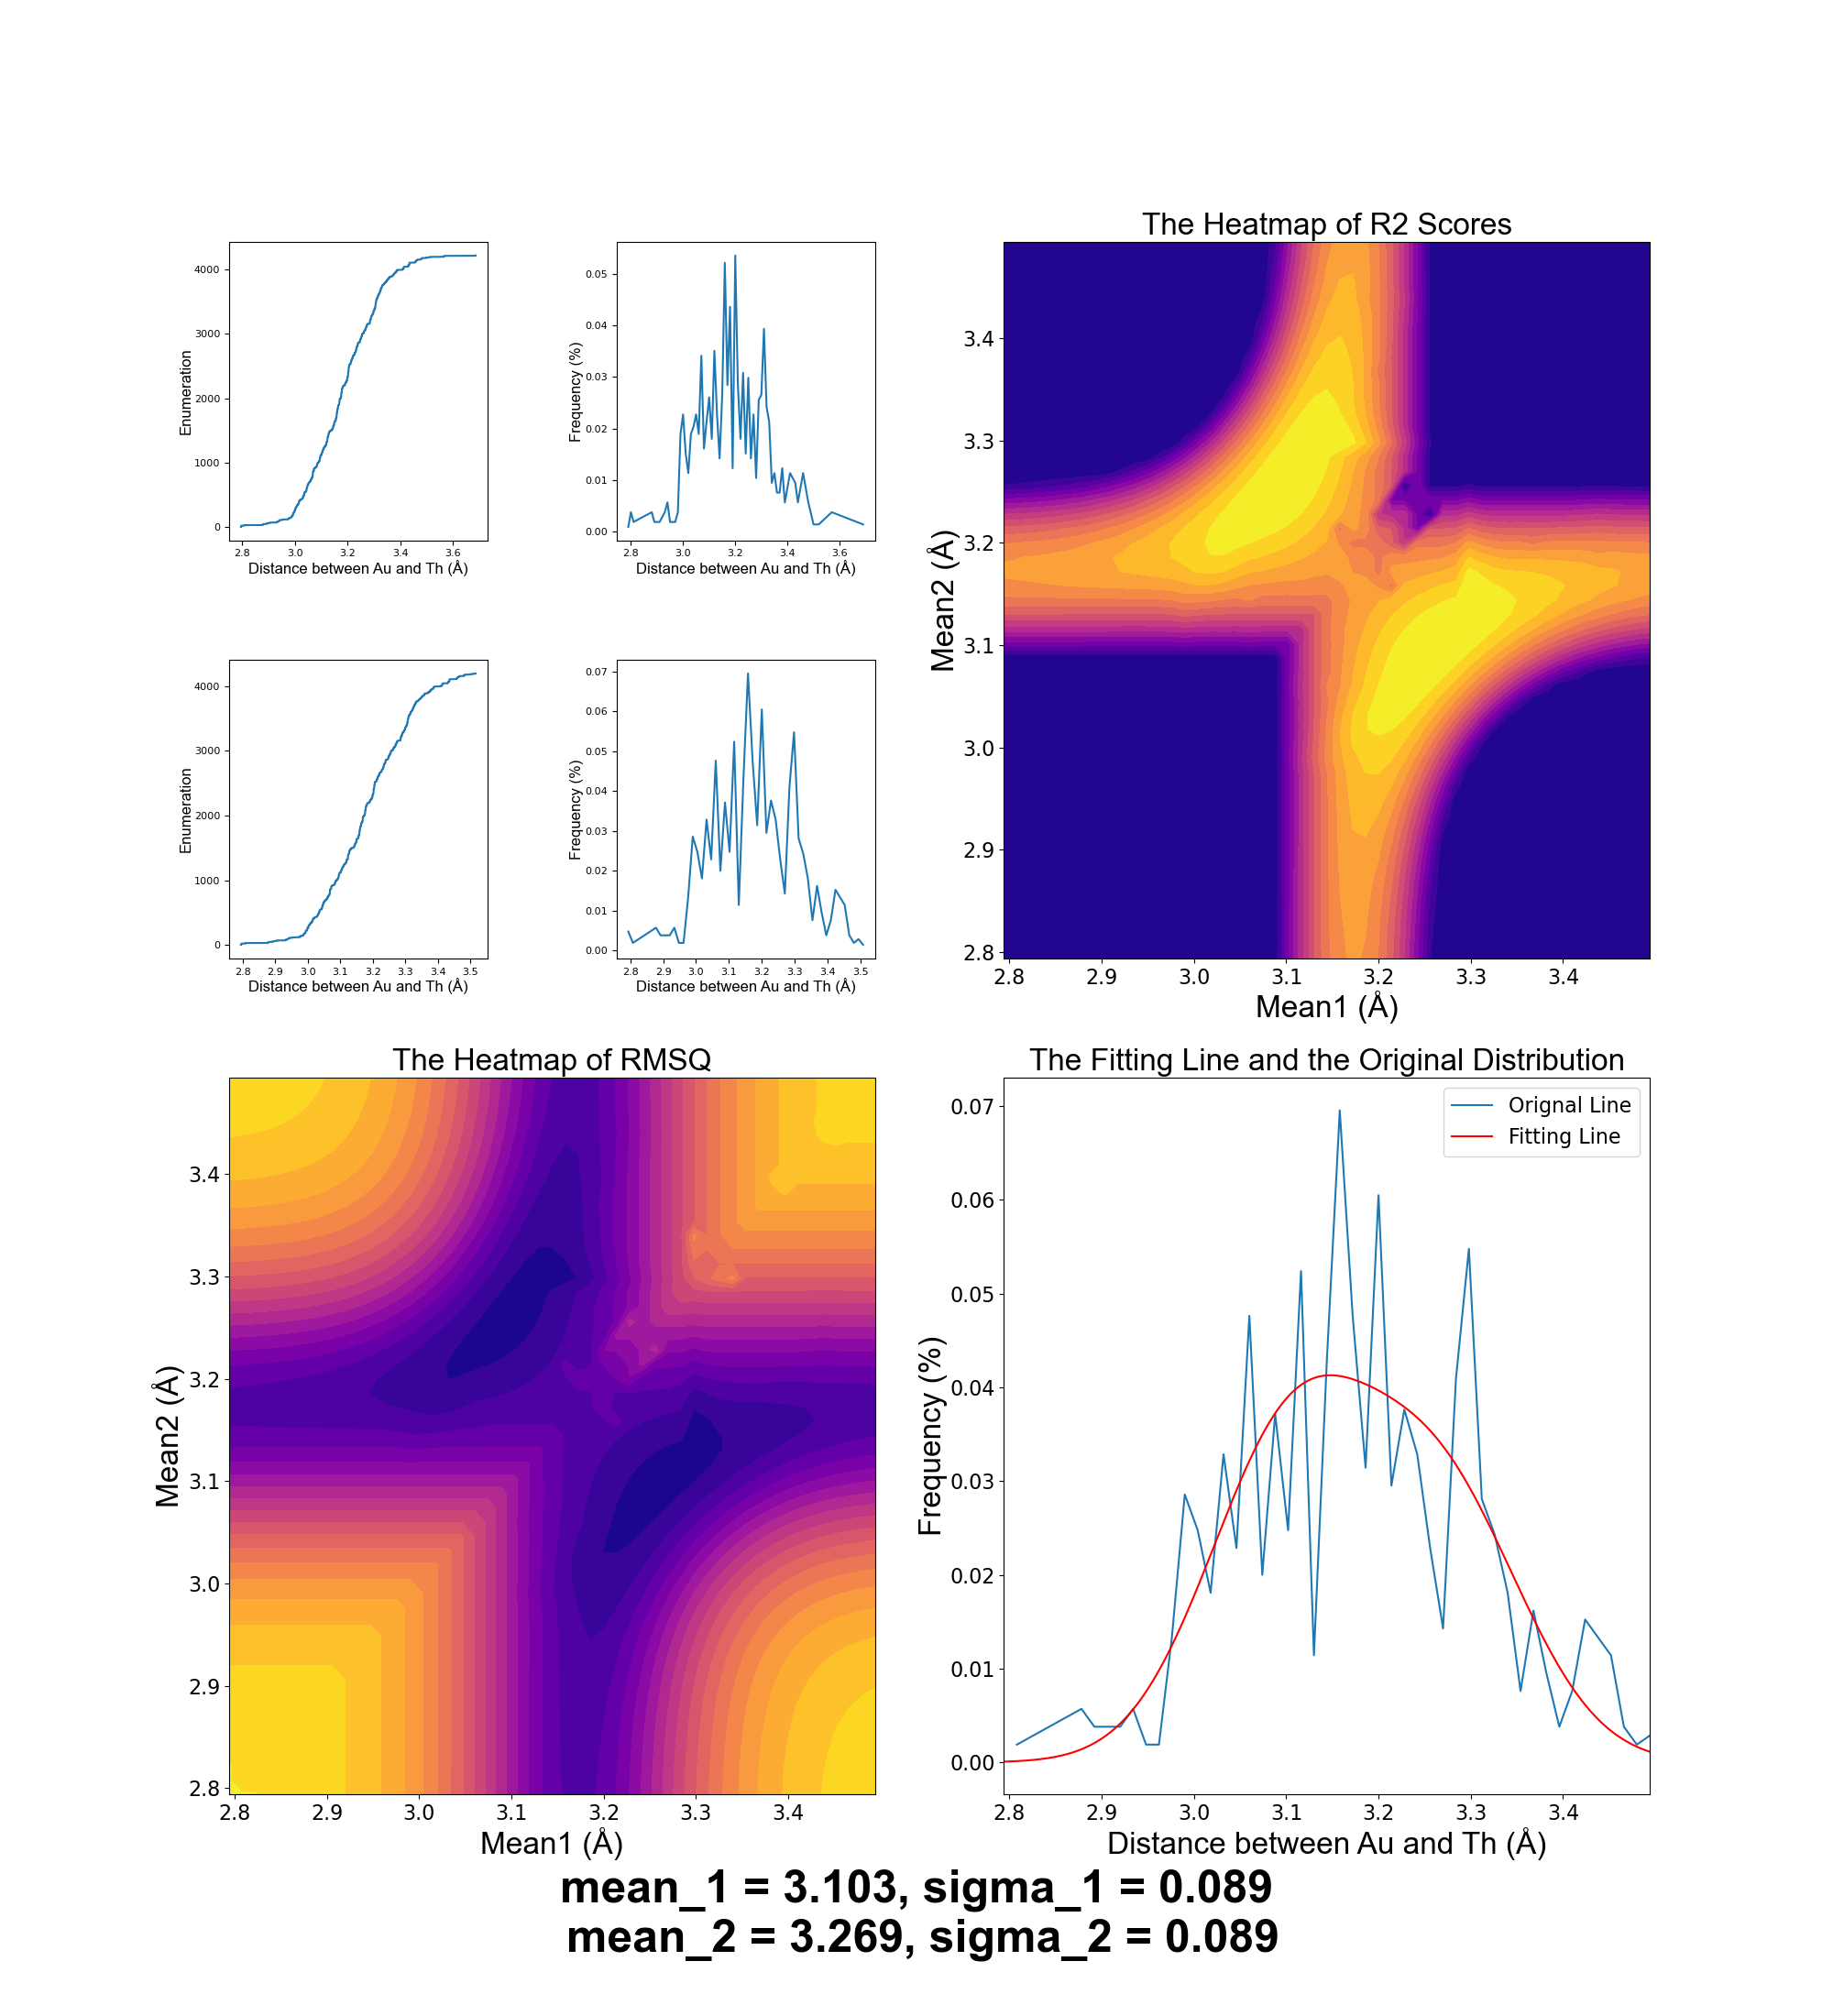 4000
3000
2000
1000
0
Enumeration
2.8 3.0 3.2 3.4 3.6
Distance between Au and Th (Å)
0.05
0.04
0.03
0.02
0.01
0.00
Frequency (%)
2.8 3.0 3.2 3.4 3.6
Distance between Au and Th (Å)
The Heatmap of R2 Scores
3.4
3.3
3.2
3.1
3.0
2.9
2.8
Mean2 (Å)
2.8 2.9 3.0 3.1 3.2 3.3 3.4
Mean1 (Å)
4000
3000
2000
1000
0
Enumeration
2.8 2.9 3.0 3.1 3.2 3.3 3.4 3.5
Distance between Au and Th (Å)
0.07
0.06
0.05
0.04
0.03
0.02
0.01
0.00
Frequency (%)
2.8 2.9 3.0 3.1 3.2 3.3 3.4 3.5
Distance between Au and Th (Å)
The Heatmap of RMSQ
3.4
3.3
3.2
3.1
3.0
2.9
2.8
Mean2 (Å)
2.8 2.9 3.0 3.1 3.2 3.3 3.4
Mean1 (Å)
The Fitting Line and the Original Distribution
Orignal Line
Fitting Line
0.07
0.06
0.05
0.04
0.03
0.02
0.01
0.00
Frequency (%)
2.8 2.9 3.0 3.1 3.2 3.3 3.4
Distance between Au and Th (Å)
mean_1 = 3.103, sigma_1 = 0.089
mean_2 = 3.269, sigma_2 = 0.089